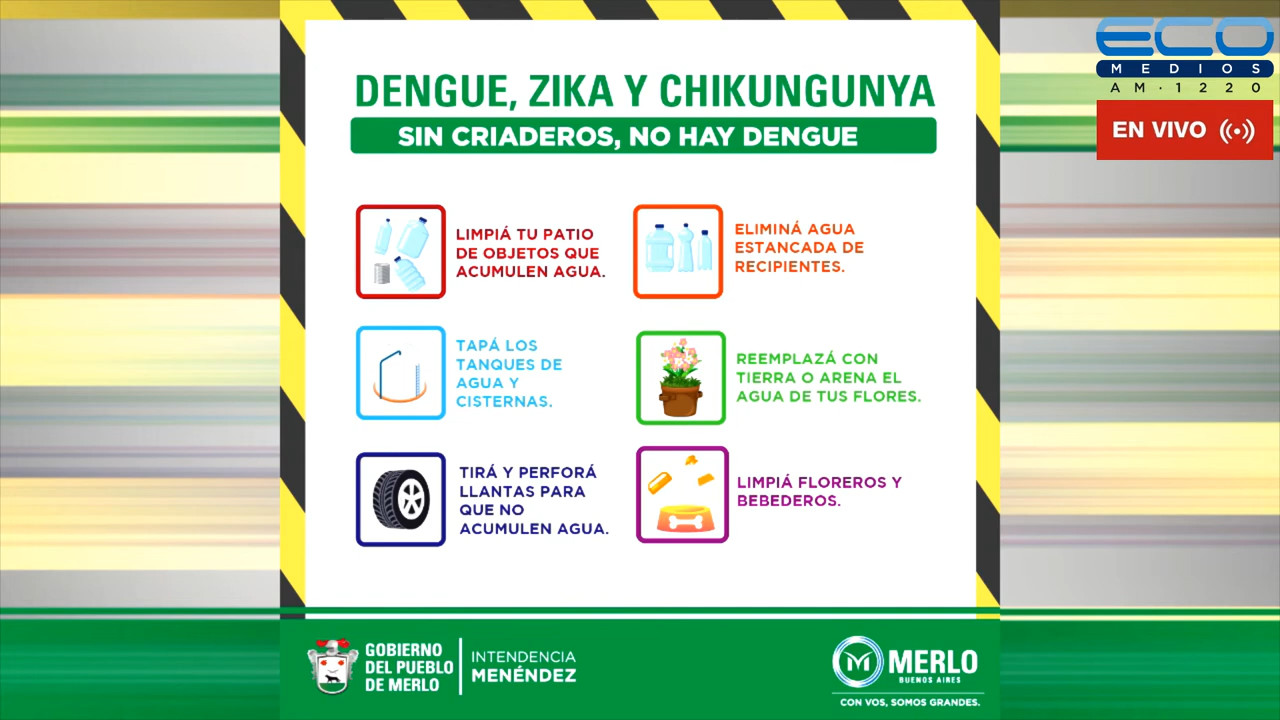 ECO
MEDIOS
AM·1220
EN VIVO
DENGUE, ZIKA Y CHIKUNGUNYA
SIN CRIADEROS, NO HAY DENGUE
LIMPIÁ TU PATIO
DE OBJETOS QUE
ACUMULEN AGUA.
ELIMINÁ AGUA
ESTANCADA DE
RECIPIENTES.
TAPÁ LOS
TANQUES DE
AGUA Y
CISTERNAS.
REEMPLAZÁ CON
TIERRA O ARENA EL
AGUA DE TUS FLORES.
TIRÁ Y PERFORÁ
LLANTAS PARA
QUE NO
ACUMULEN AGUA.
LIMPIÁ FLOREROS Y
BEBEDEROS.
GOBIERNO
DEL PUEBLO
DE MERLO
INTENDENCIA
MENÉNDEZ
MERLO
BUENOS AIRES
CON VOS, SOMOS GRANDES.